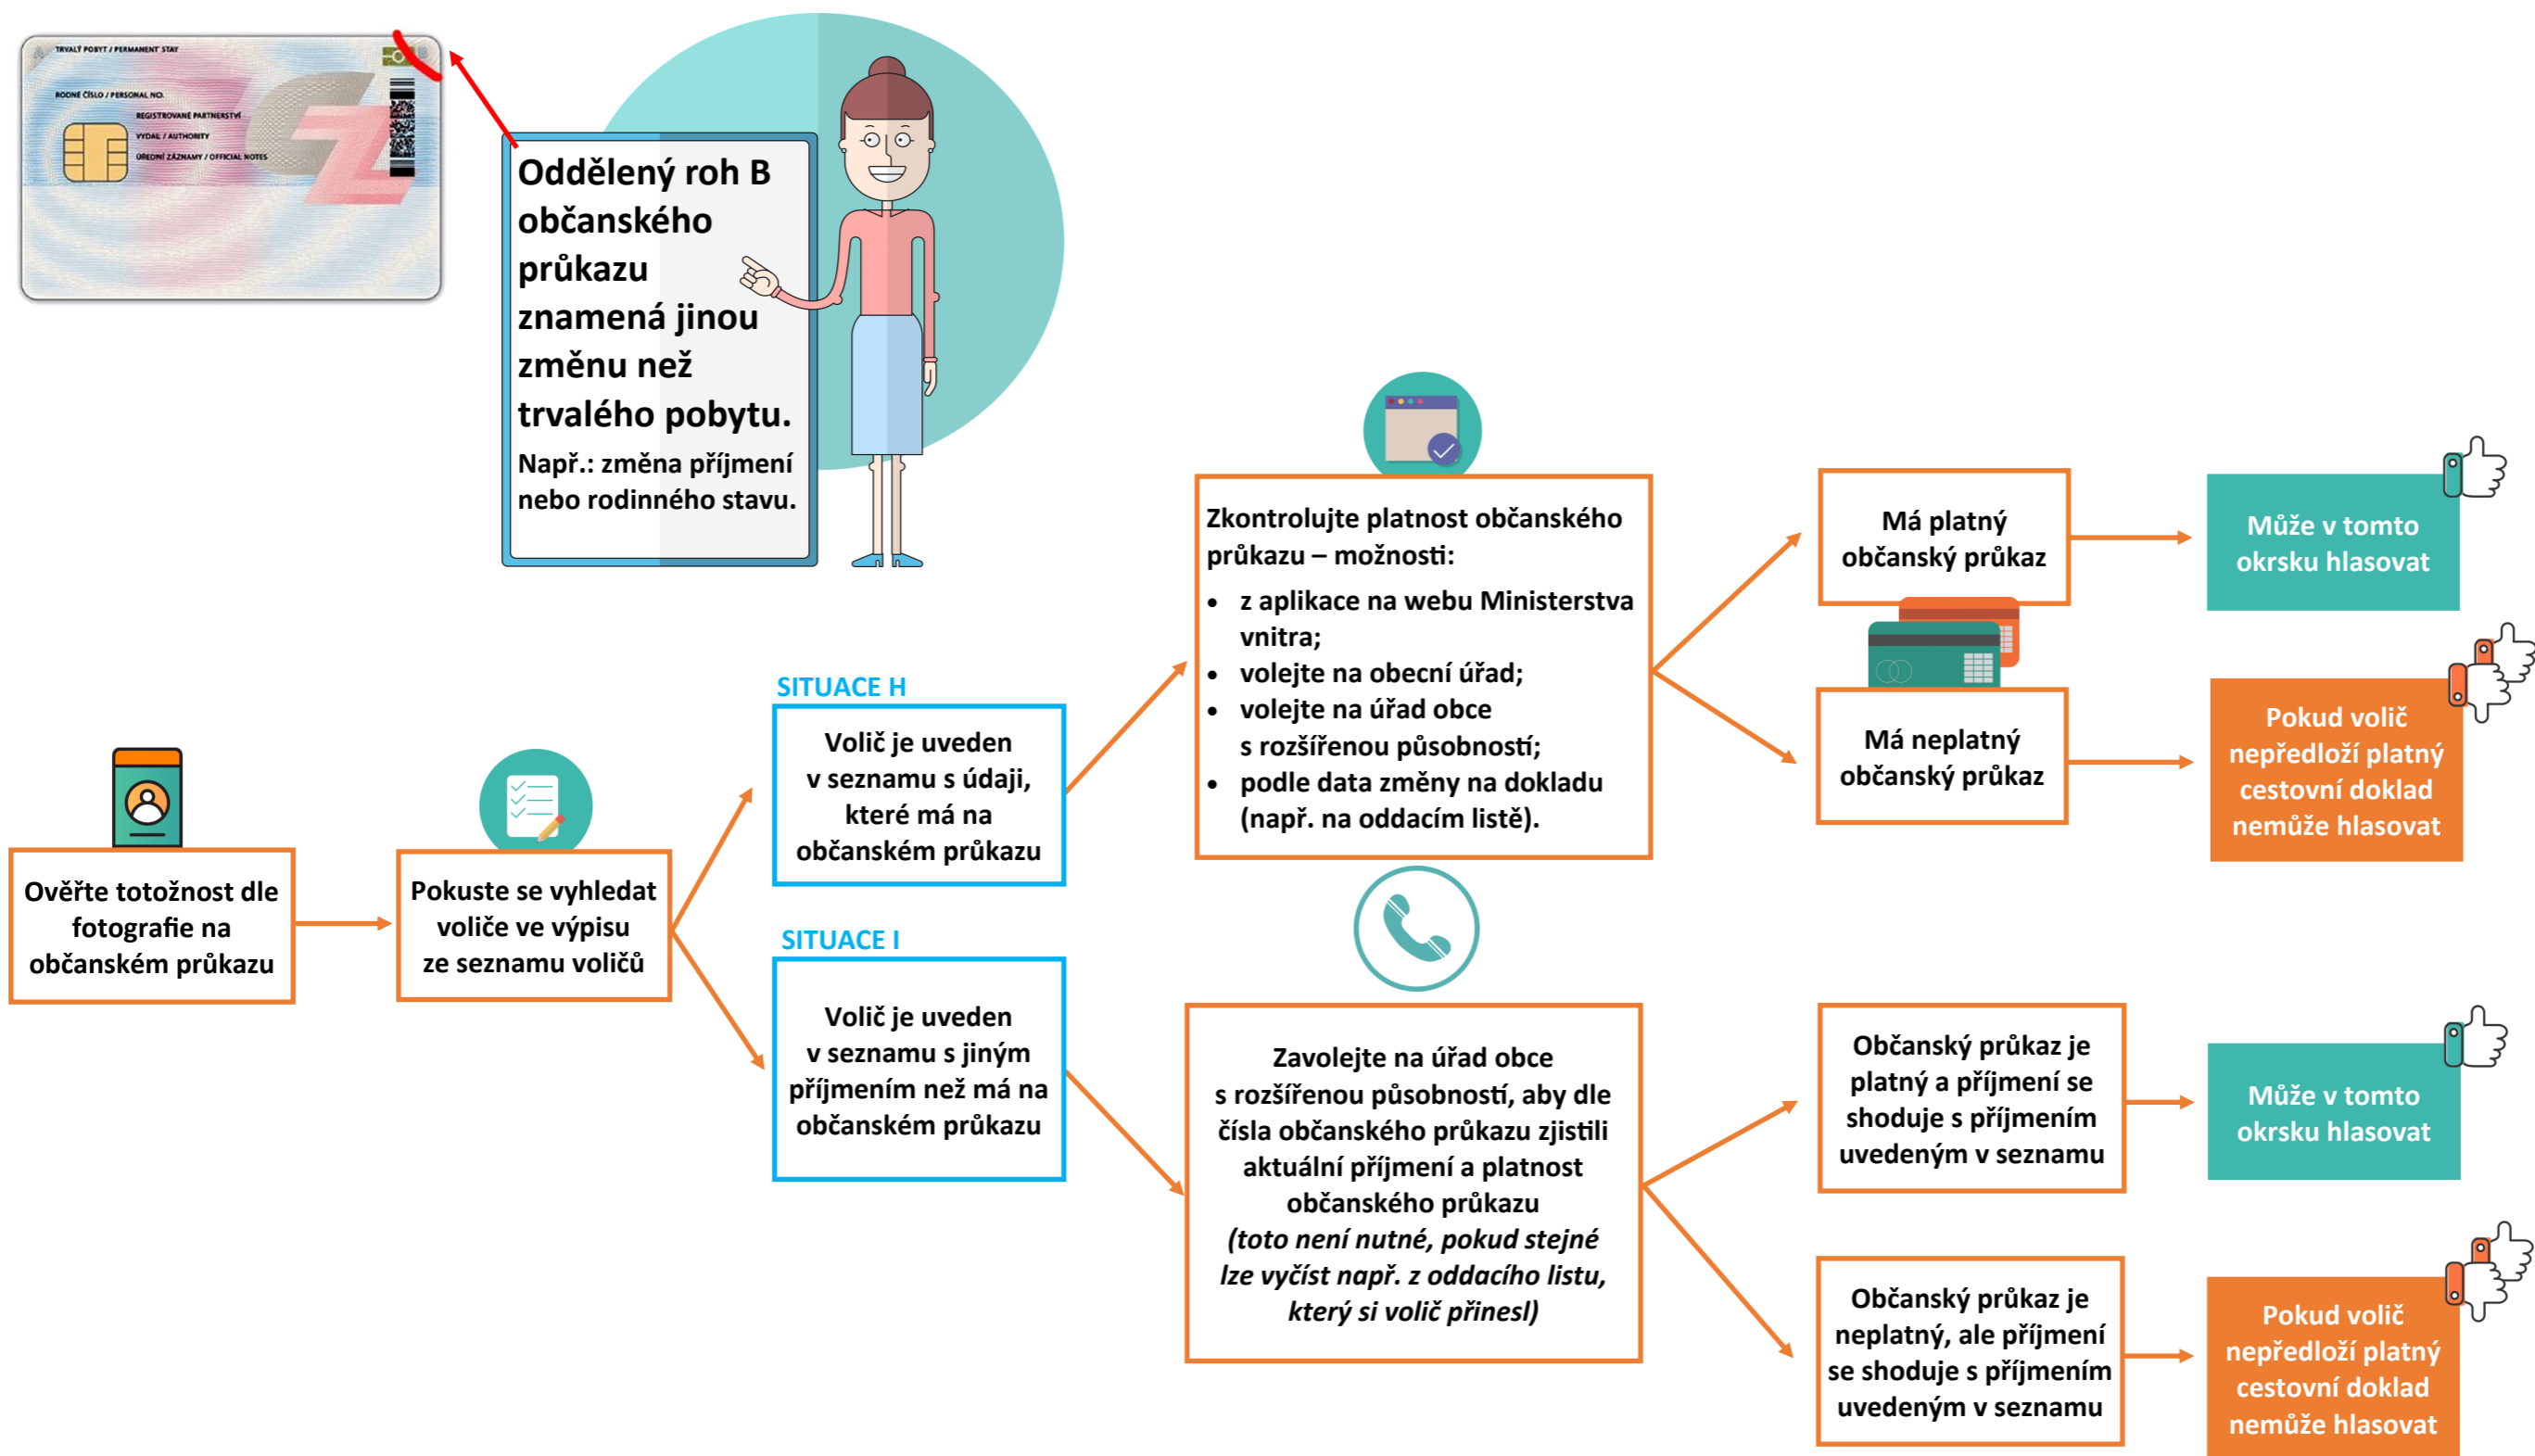 A
TRVALÝ POBYT / PERMANENT STAY
B
RODNÉ ČÍSLO / PERSONAL NO.
REGISTROVANÉ PARTNERSTVÍ
VYDAL / AUTHORITY
ÚŘEDNÍ ZÁZNAMY / OFFICIAL NOTES
CZ
Oddělený roh B
občanského
průkazu
znamená jinou
změnu než
trvalého pobytu.
Např.: změna příjmení
nebo rodinného stavu.
Ověřte totožnost dle
fotografie na
občanském průkazu
Pokuste se vyhledat
voliče ve výpisu
ze seznamu voličů
SITUACE H
Volič je uveden
v seznamu s údaji,
které má na
občanském průkazu
Zkontrolujte platnost občanského
průkazu – možnosti:
• z aplikace na webu Ministerstva
vnitra;
• volejte na obecní úřad;
• volejte na úřad obce
s rozšířenou působností;
• podle data změny na dokladu
(např. na oddacím listě).
Má platný
občanský průkaz
Může v tomto
okrsku hlasovat
Má neplatný
občanský průkaz
Pokud volič
nepředloží platný
cestovní doklad
nemůže hlasovat
SITUACE I
Volič je uveden
v seznamu s jiným
příjmením než má na
občanském průkazu
Zavolejte na úřad obce
s rozšířenou působností, aby dle
čísla občanského průkazu zjistili
aktuální příjmení a platnost
občanského průkazu
(toto není nutné, pokud stejné
lze vyčíst např. z oddacího listu,
který si volič přinesl)
Občanský průkaz je
platný a příjmení se
shoduje s příjmením
uvedeným v seznamu
Může v tomto
okrsku hlasovat
Občanský průkaz je
neplatný, ale příjmení
se shoduje s příjmením
uvedeným v seznamu
Pokud volič
nepředloží platný
cestovní doklad
nemůže hlasovat